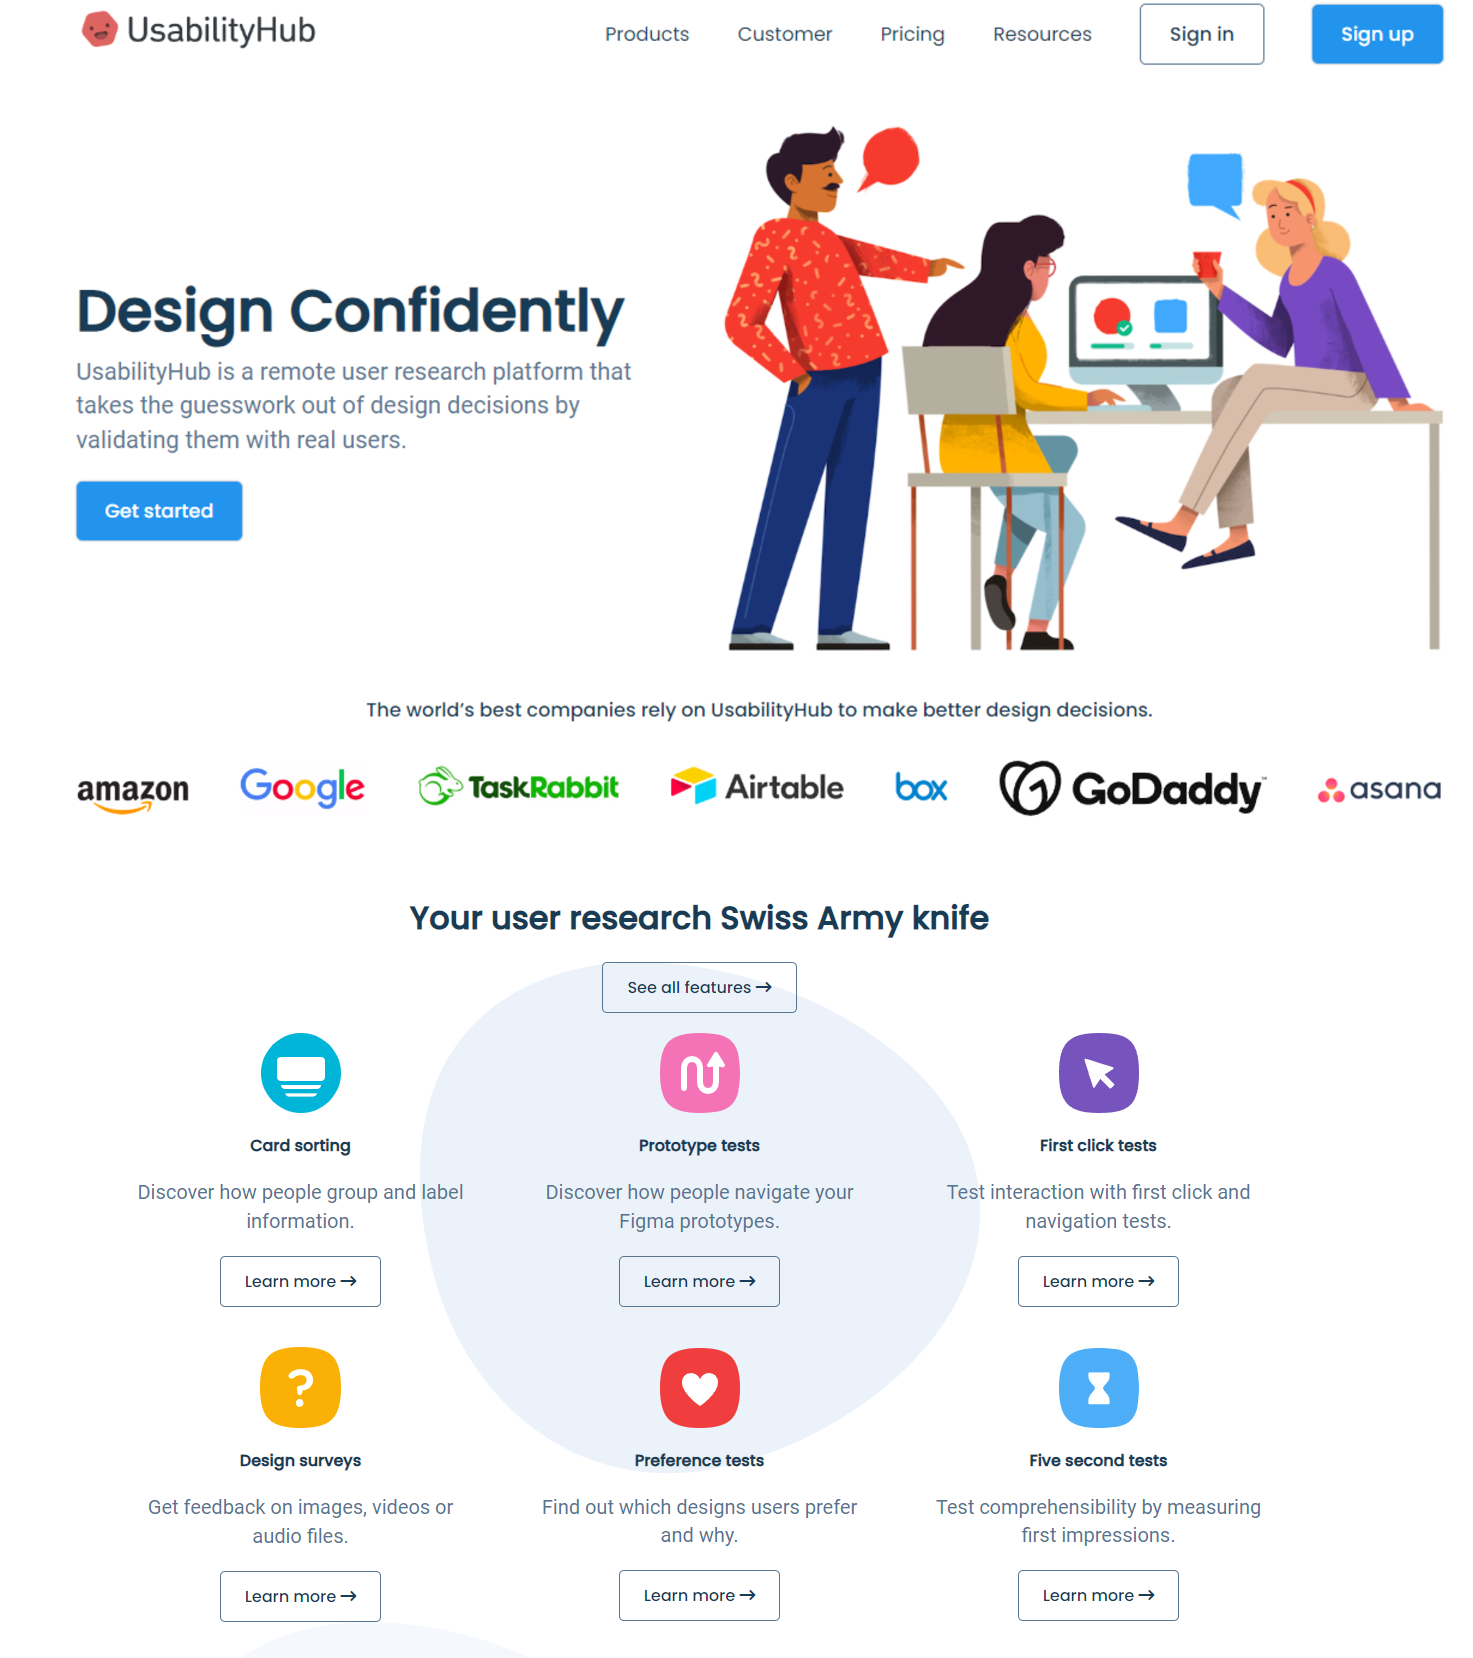 UsabilityHub
Products Customer Pricing Resources Sign in Sign up
Design Confidently
UsabilityHub is a remote user research platform that
takes the guesswork out of design decisions by
validating them with real users.
Get started
The world’s best companies rely on UsabilityHub to make better design decisions.
amazon Google TaskRabbit Airtable box GoDaddy™ asana
Your user research Swiss Army knife
See all features →
Card sorting
Discover how people group and label
information.
Learn more →
Prototype tests
Discover how people navigate your
Figma prototypes.
Learn more →
First click tests
Test interaction with first click and
navigation tests.
Learn more →
?
Design surveys
Get feedback on images, videos or
audio files.
Learn more →
Preference tests
Find out which designs users prefer
and why.
Learn more →
Five second tests
Test comprehensibility by measuring
first impressions.
Learn more →